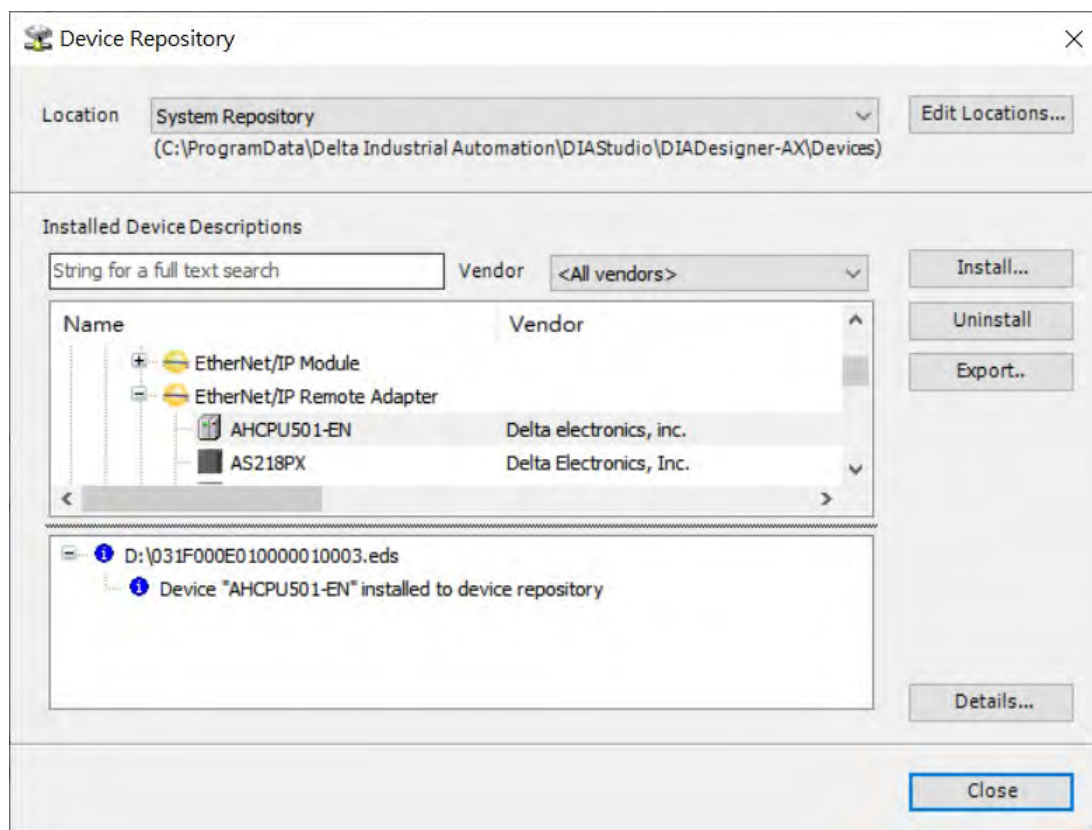 Device Repository
Location System Repository Edit Locations...
(C:\ProgramData\Delta Industrial Automation\DIAStudio\DIADesigner-AX\Devices)
Installed Device Descriptions
String for a full text search Vendor <All vendors> Install...
Name Vendor Uninstall
EtherNet/IP Module Export..
EtherNet/IP Remote Adapter
AHCPU501-EN Delta electronics, inc.
AS218PX Delta Electronics, Inc.
D:\031F000E010000010003.eds
Device "AHCPU501-EN" installed to device repository
Details...
Close